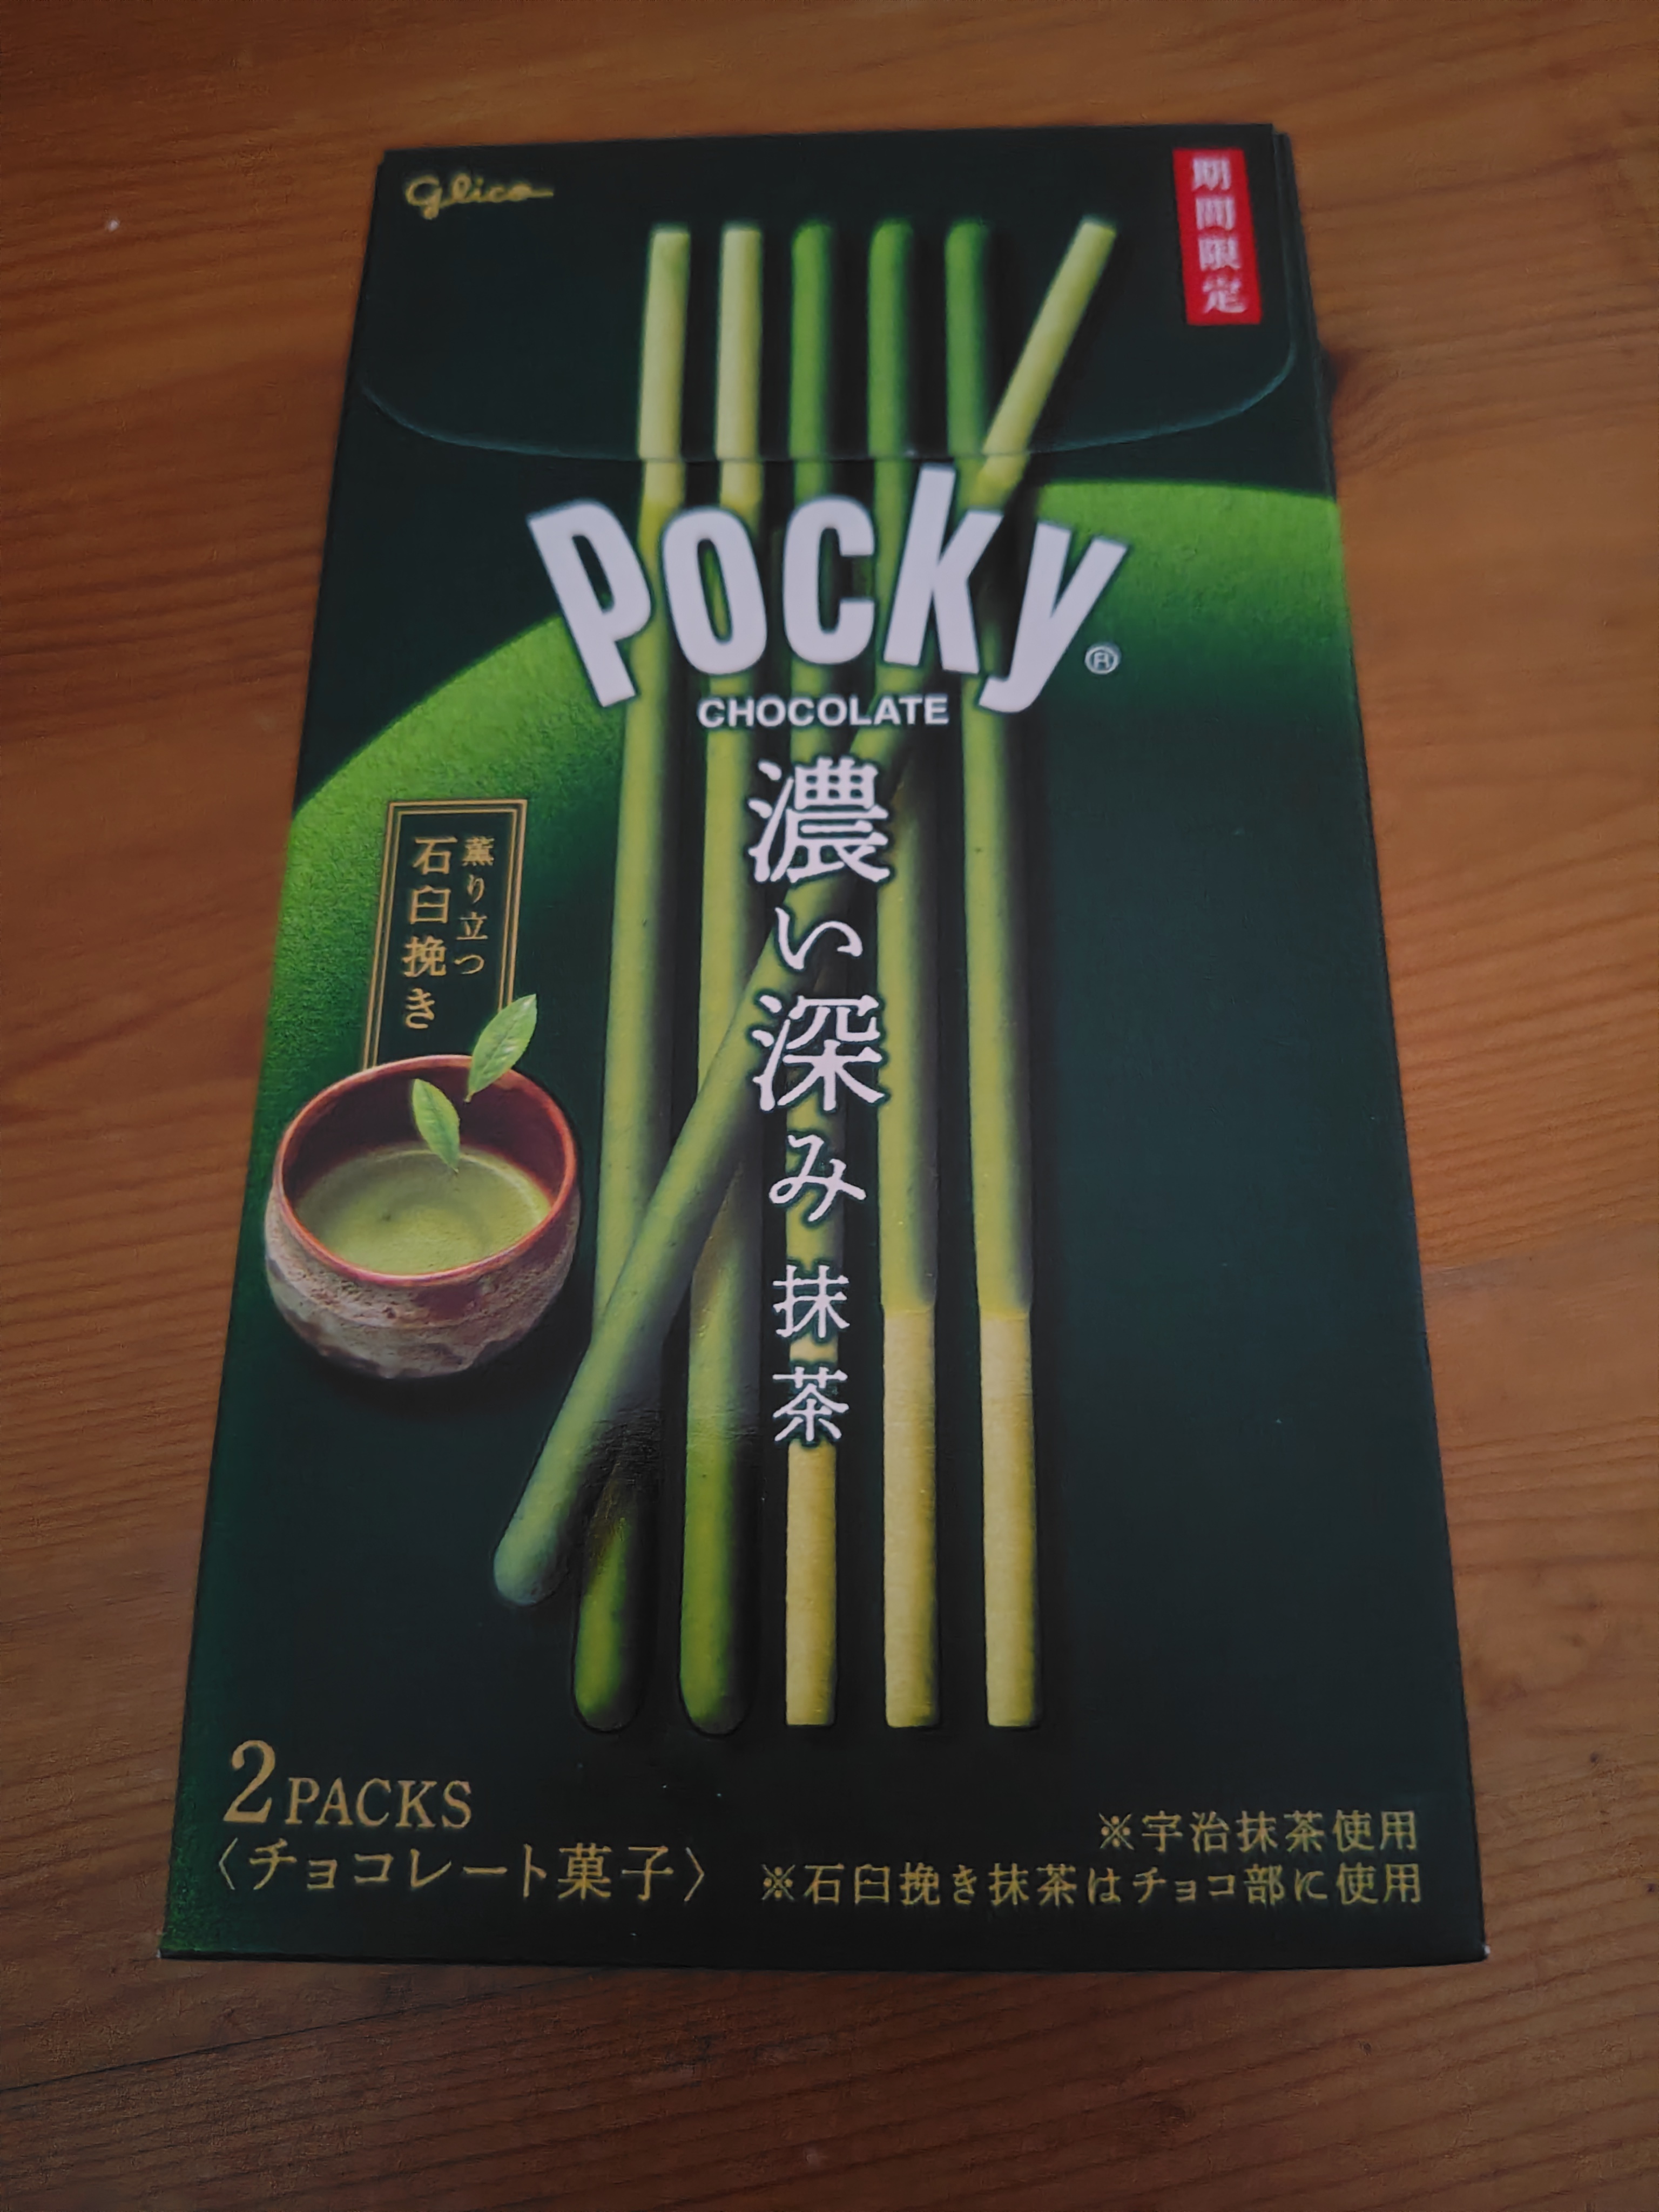 glico
期間限定
Pocky®
CHOCOLATE
濃い深み 抹茶
薫り立つ
石臼挽き
2PACKS
〈チョコレート菓子〉
※宇治抹茶使用
※石臼挽き抹茶はチョコ部に使用